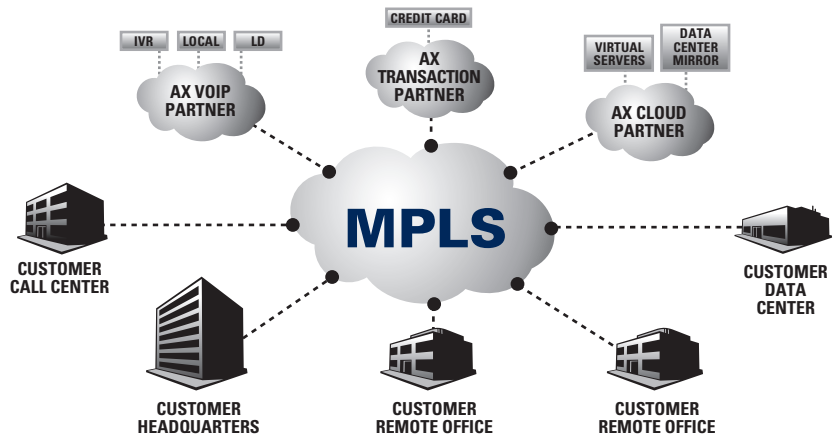 IVR
LOCAL
LD
AX VOIP
PARTNER
CREDIT CARD
AX
TRANSACTION
PARTNER
VIRTUAL
SERVERS
DATA
CENTER
MIRROR
AX CLOUD
PARTNER
MPLS
CUSTOMER
CALL CENTER
CUSTOMER
DATA
CENTER
CUSTOMER
HEADQUARTERS
CUSTOMER
REMOTE OFFICE
CUSTOMER
REMOTE OFFICE